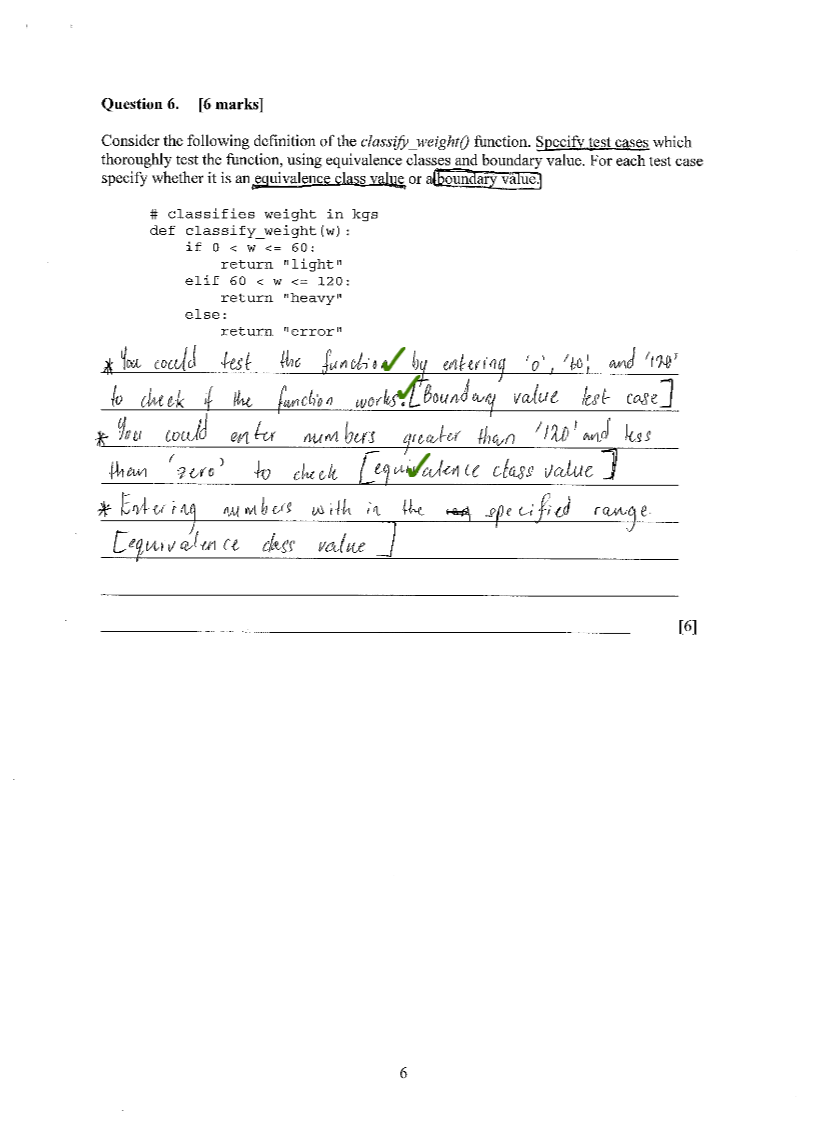 Question 6. [6 marks]
Consider the following definition of the classify_weight() function. Specify test cases which
thoroughly test the function, using equivalence classes and boundary value. For each test case
specify whether it is an equivalence class value or a boundary value.
# classifies weight in kgs
def classify_weight(w):
    if 0 < w <= 60:
        return "light"
    elif 60 < w <= 120:
        return "heavy"
    else:
        return "error"
* You could test the function by entering '0', '60', and '120'
to check if the function works. [Boundary value test case]
* You could enter numbers greater than '120' and less
than 'zero' to check [equivalence class value]
* Entering numbers with in the specified range.
[equivalence class value]
[6]
6